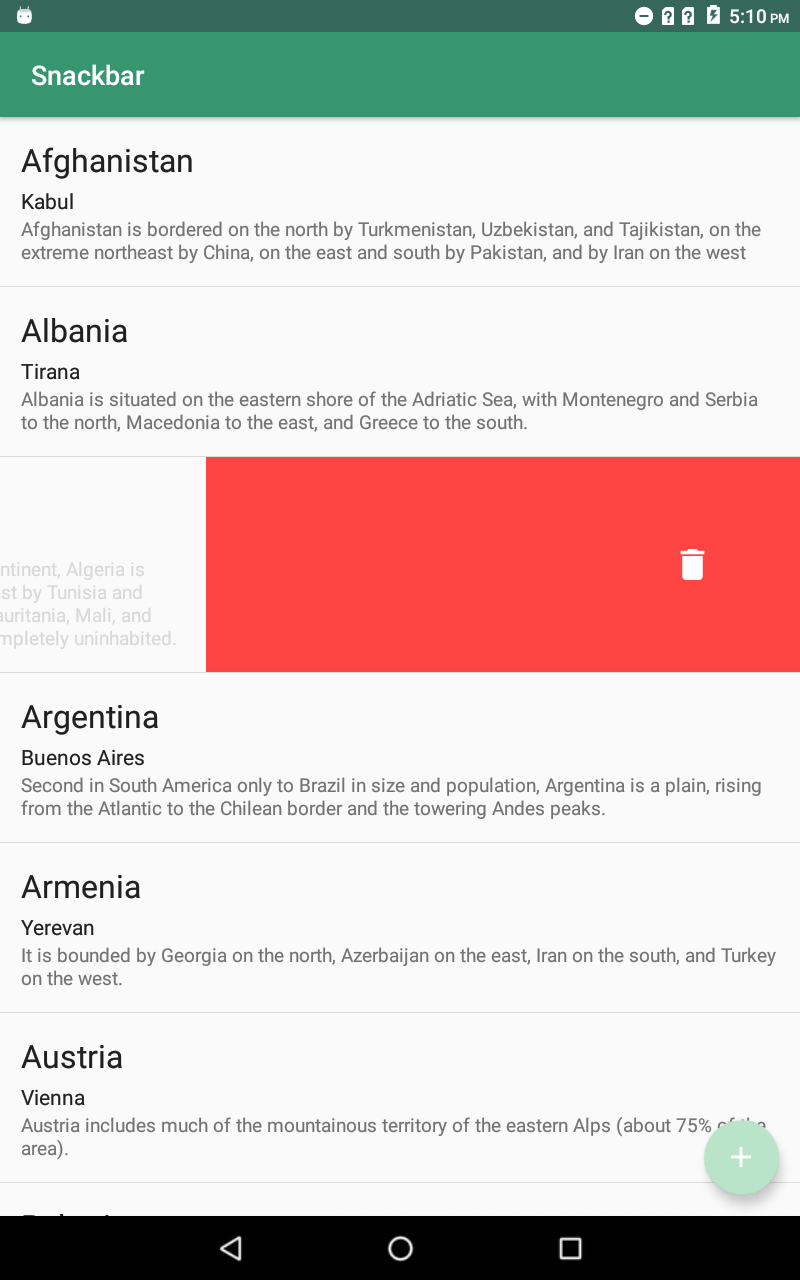 5:10 PM
Snackbar
Afghanistan
Kabul
Afghanistan is bordered on the north by Turkmenistan, Uzbekistan, and Tajikistan, on the
extreme northeast by China, on the east and south by Pakistan, and by Iran on the west
Albania
Tirana
Albania is situated on the eastern shore of the Adriatic Sea, with Montenegro and Serbia
to the north, Macedonia to the east, and Greece to the south.
ntinent, Algeria is
st by Tunisia and
auritania, Mali, and
mpletely uninhabited.
Argentina
Buenos Aires
Second in South America only to Brazil in size and population, Argentina is a plain, rising
from the Atlantic to the Chilean border and the towering Andes peaks.
Armenia
Yerevan
It is bounded by Georgia on the north, Azerbaijan on the east, Iran on the south, and Turkey
on the west.
Austria
Vienna
Austria includes much of the mountainous territory of the eastern Alps (about 75% of the
area).